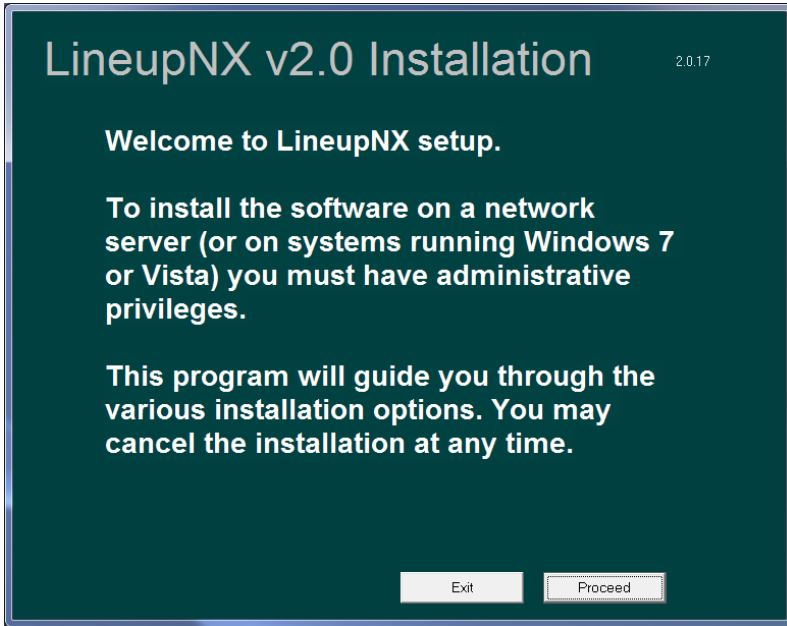 LineupNX v2.0 Installation
2.0.17
Welcome to LineupNX setup.
To install the software on a network
server (or on systems running Windows 7
or Vista) you must have administrative
privileges.
This program will guide you through the
various installation options. You may
cancel the installation at any time.
Exit
Proceed